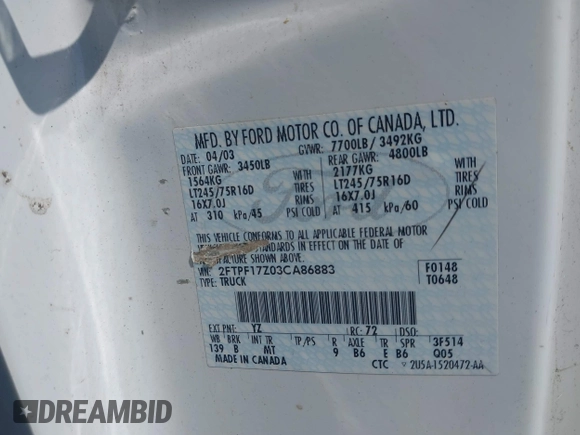 MFD. BY FORD MOTOR CO. OF CANADA, LTD.
DATE: 04/03 GVWR: 7700LB/ 3492KG
FRONT GAWR: 3450LB REAR GAWR: 4800LB
1564KG WITH 2177KG WITH
LT245/75R16D TIRES LT245/75R16D TIRES
16X7.0J RIMS 16X7.0J RIMS
AT 310 kPa/45 PSI COLD AT 415 kPa/60 PSI COLD
THIS VEHICLE CONFORMS TO ALL APPLICABLE FEDERAL MOTOR
STANDARDS IN EFFECT ON THE DATE OF
SHOWN ABOVE.
VIN: 2FTPF17Z03CA86883 F0148
TYPE: TRUCK T0648
EXT PNT: YZ RC: 72 DSO:
WB BRK INT TR TP/PS R AXLE TR SPR 3F514
139 B MT 9 B6 E B6 Q05
MADE IN CANADA CTC 2U5A-1520472-AA
Ford
DREAMBID